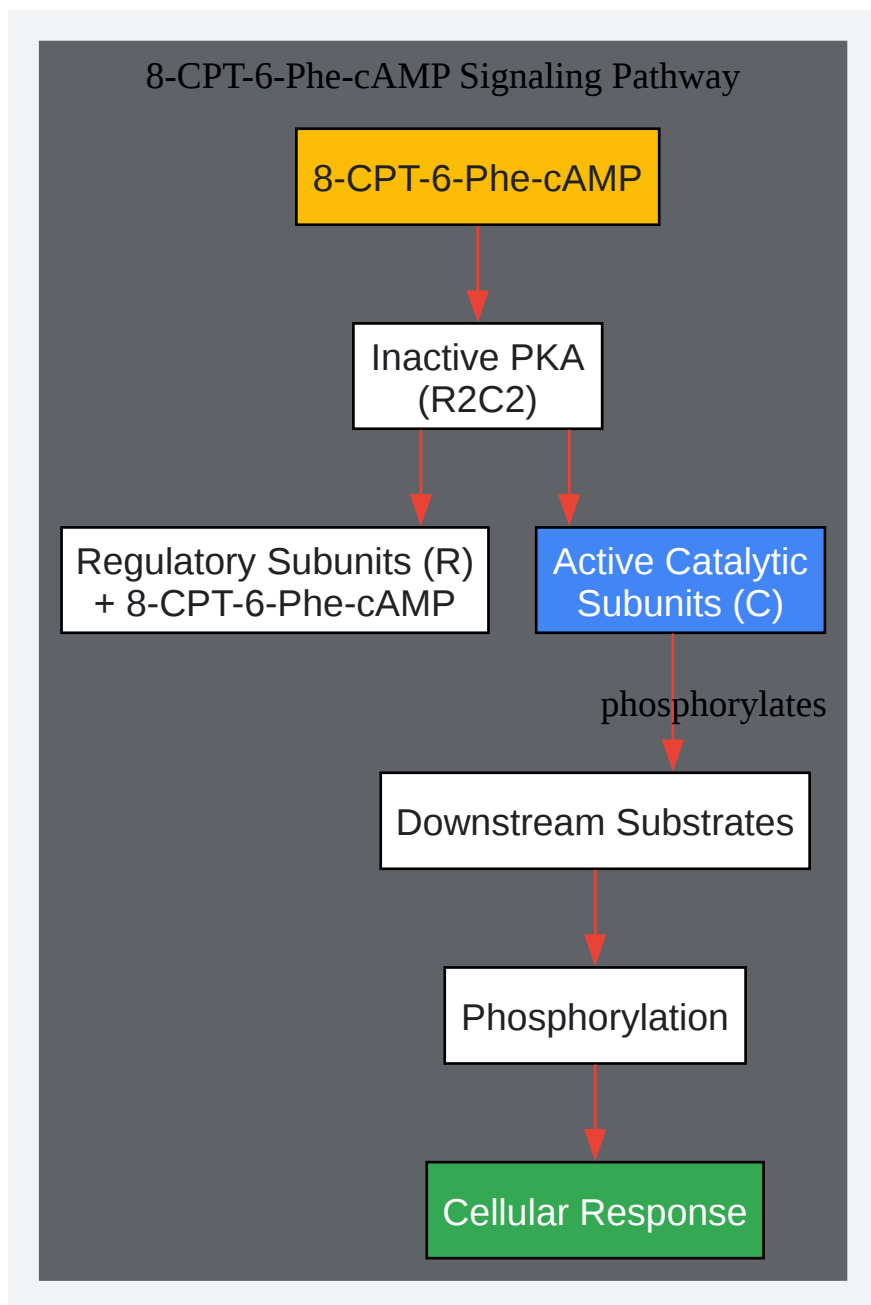 8-CPT-6-Phe-cAMP Signaling Pathway
8-CPT-6-Phe-cAMP
Inactive PKA
(R2C2)
Regulatory Subunits (R)
+ 8-CPT-6-Phe-cAMP
Active Catalytic
Subunits (C)
phosphorylates
Downstream Substrates
Phosphorylation
Cellular Response